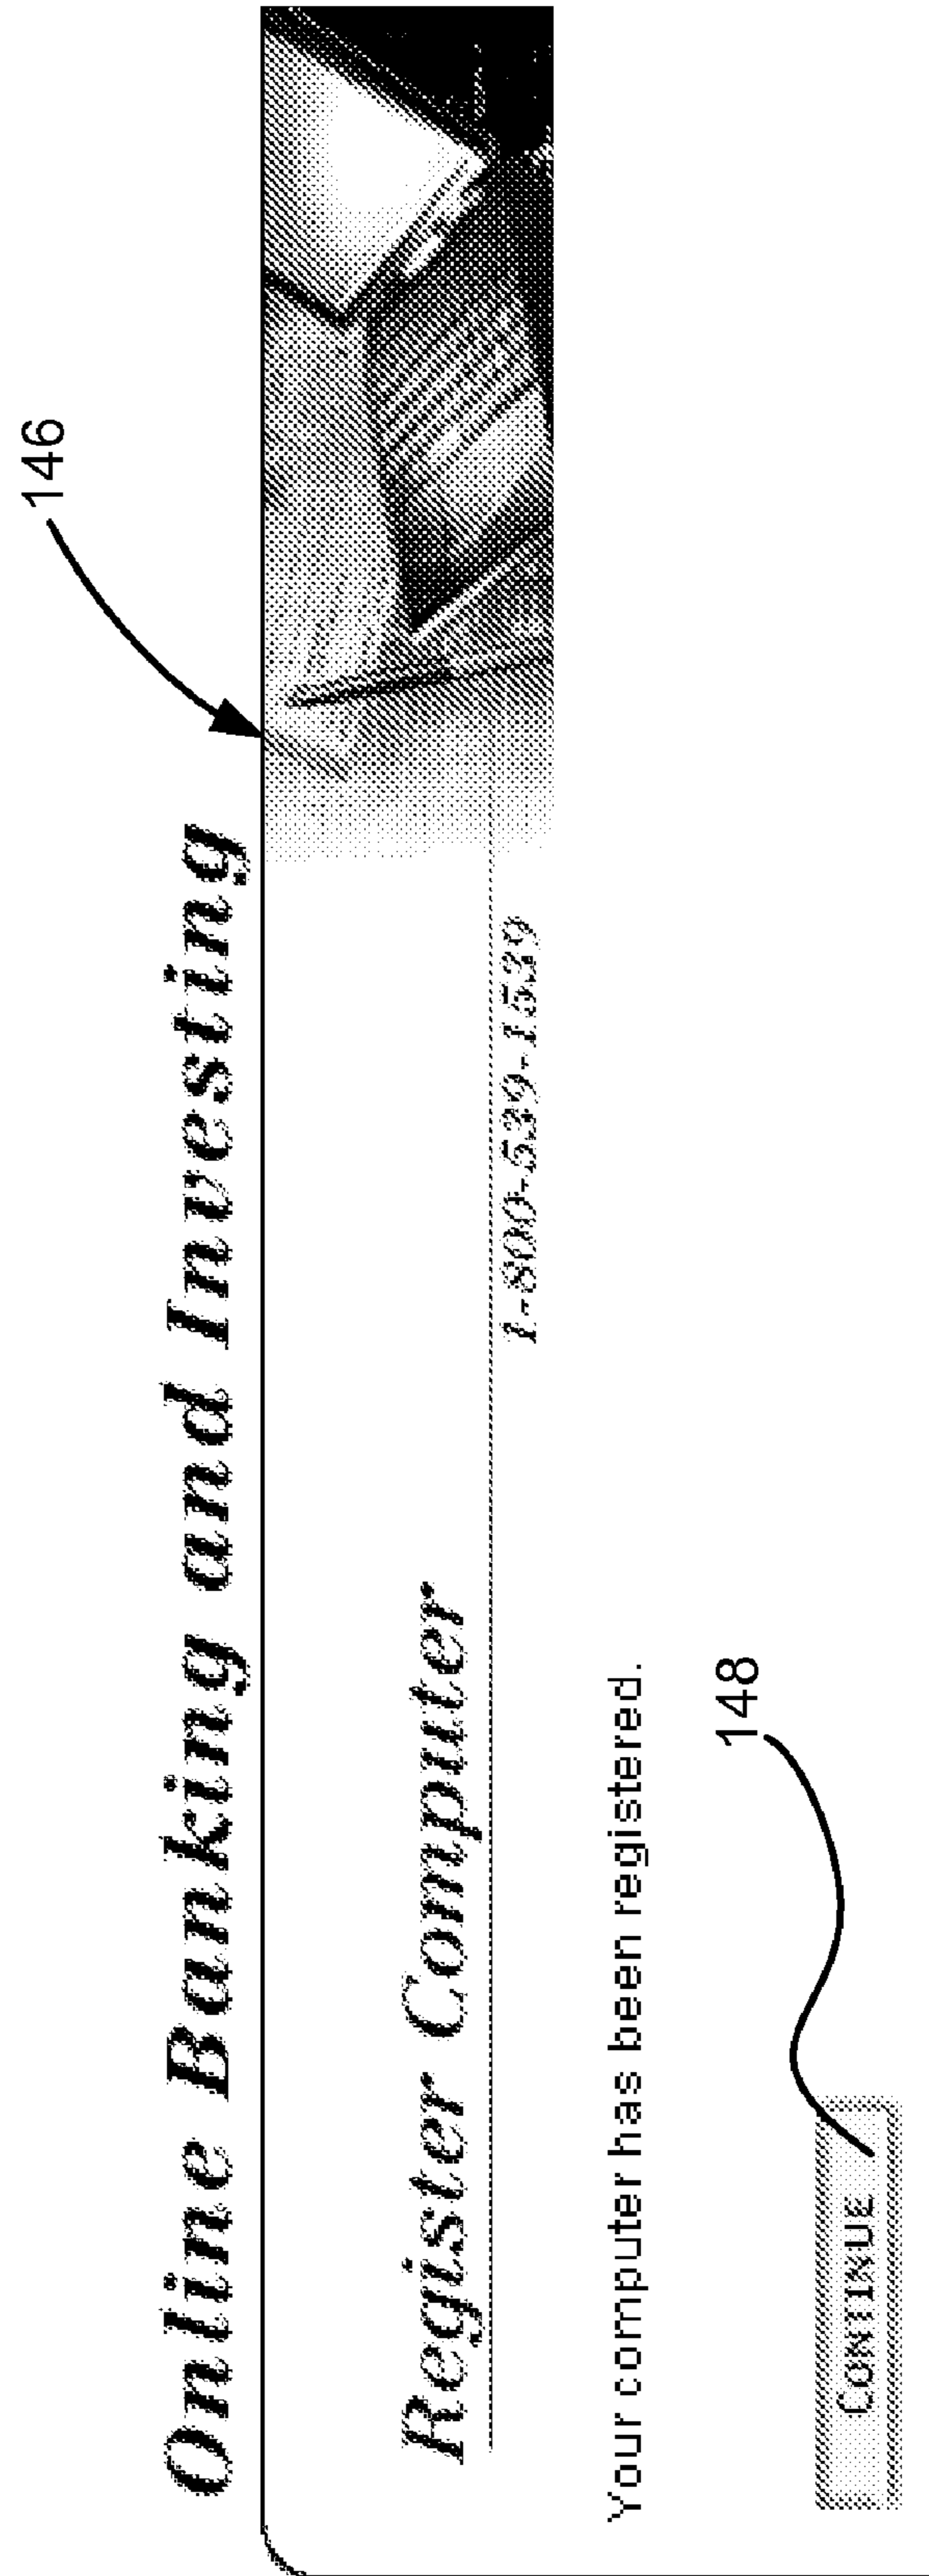 146
Online Banking and Investing
Register Computer
1-800-539-1539
Your computer has been registered.
148
CONTINUE